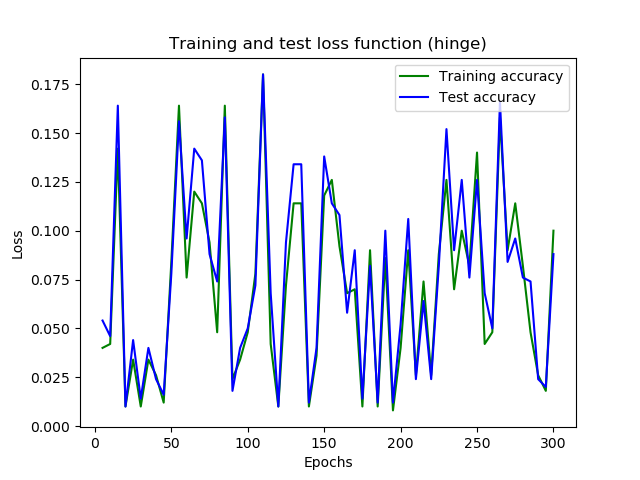 Training and test loss function (hinge)
Training accuracy
Test accuracy
0.175
0.150
0.125
0.100
0.075
0.050
0.025
0.000
Loss
0 50 100 150 200 250 300
Epochs